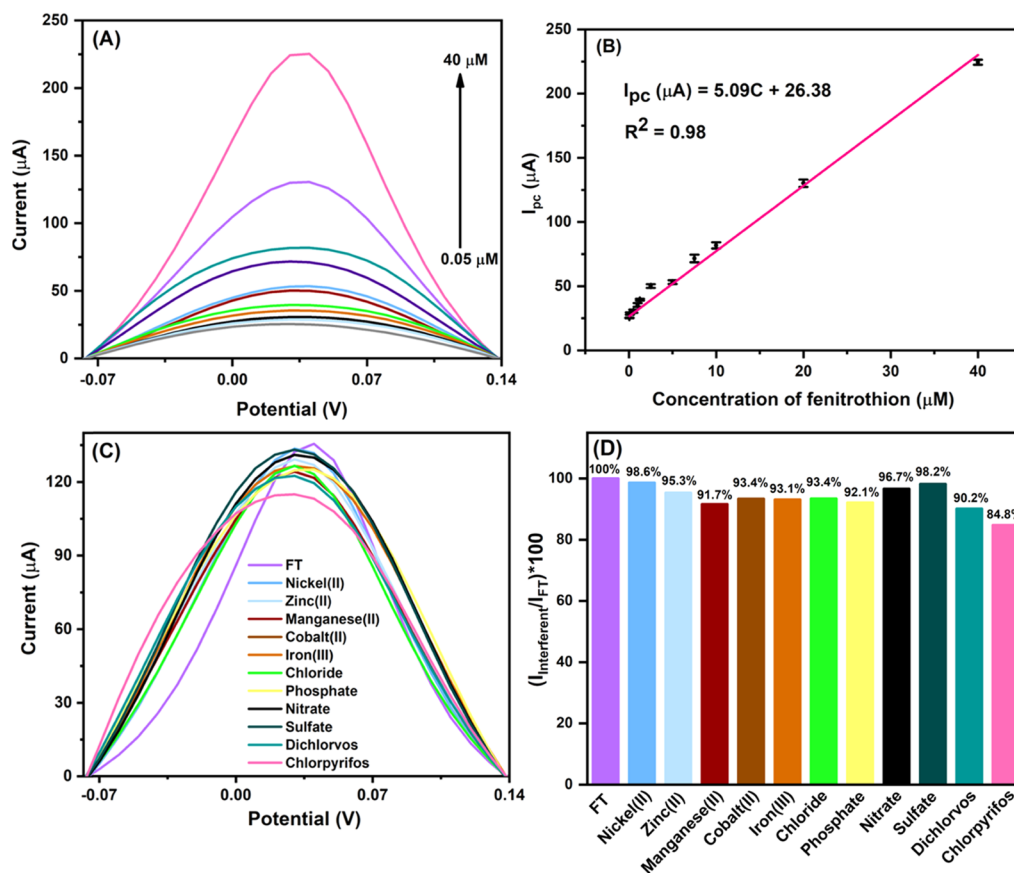 (A)
250
200
150
100
50
0
Current (μA)
40 μM
0.05 μM
-0.07
0.00
0.07
0.14
Potential (V)
(B)
250
200
150
100
50
0
Ipc (μA)
Ipc (μA) = 5.09C + 26.38
R² = 0.98
0
10
20
30
40
Concentration of fenitrothion (μM)
(C)
120
90
60
30
0
Current (μA)
FT
Nickel(II)
Zinc(II)
Manganese(II)
Cobalt(II)
Iron(III)
Chloride
Phosphate
Nitrate
Sulfate
Dichlorvos
Chlorpyrifos
-0.07
0.00
0.07
0.14
Potential (V)
(D)
120
100
80
60
40
20
0
(IInterferent/IFT)*100
100%
98.6%
95.3%
91.7%
93.4%
93.1%
93.4%
92.1%
96.7%
98.2%
90.2%
84.8%
FT
Nickel(II)
Zinc(II)
Manganese(II)
Cobalt(II)
Iron(III)
Chloride
Phosphate
Nitrate
Sulfate
Dichlorvos
Chlorpyrifos